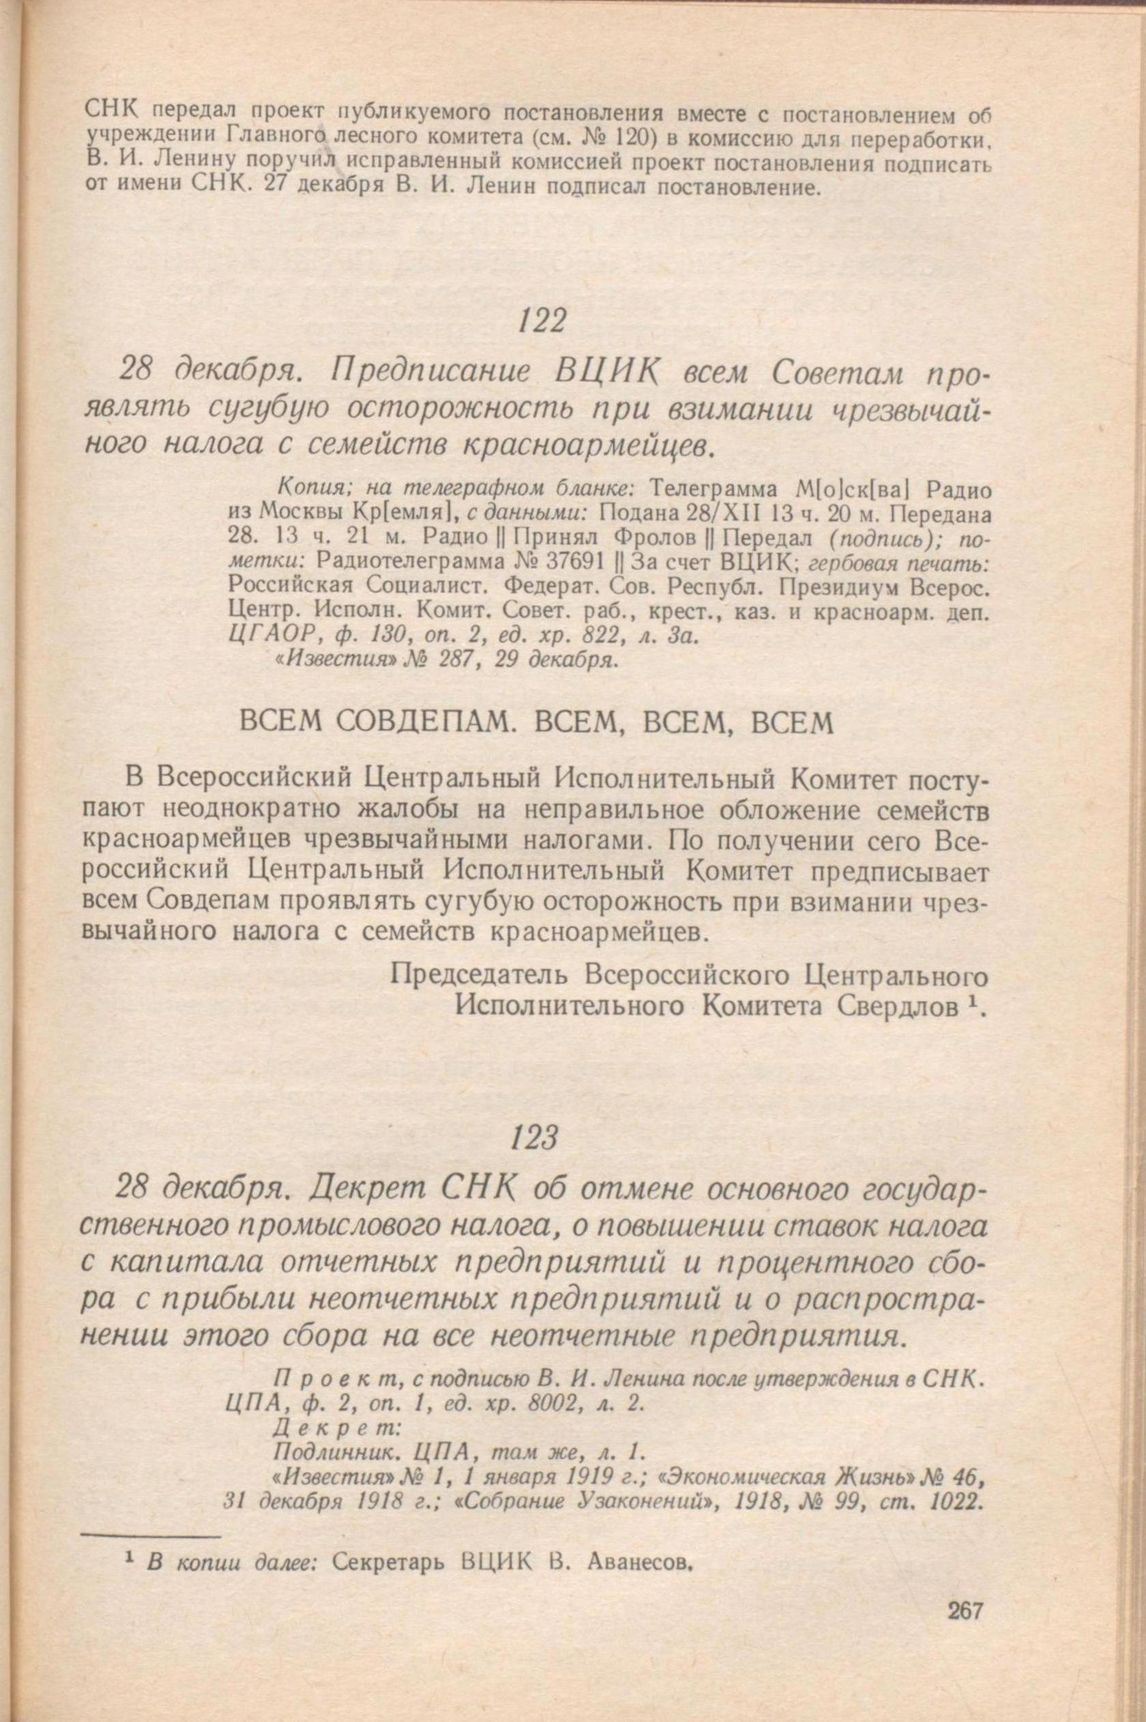 СНК передал проект публикуемого постановления вместе с постановлением об
учреждении Главного лесного комитета (см. № 120) в комиссию для переработки.
В. И. Ленину поручил исправленный комиссией проект постановления подписать
от имени СНК. 27 декабря В. И. Ленин подписал постановление.
122
28 декабря. Предписание ВЦИК всем Советам про-
являть сугубую осторожность при взимании чрезвычай-
ного налога с семейств красноармейцев.
Копия; на телеграфном бланке: Телеграмма М[о]ск[ва] Радио
из Москвы Кр[емля], с данными: Подана 28/XII 13 ч. 20 м. Передана
28. 13 ч. 21 м. Радио || Принял Фролов || Передал (подпись); по-
метки: Радиотелеграмма № 37691 || За счет ВЦИК; гербовая печать:
Российская Социалист. Федерат. Сов. Республ. Президиум Всерос.
Центр. Исполн. Комит. Совет. раб., крест., каз. и красноарм. деп.
ЦГАОР, ф. 130, оп. 2, ед. хр. 822, л. 3а.
«Известия» № 287, 29 декабря.
ВСЕМ СОВДЕПАМ. ВСЕМ, ВСЕМ, ВСЕМ
В Всероссийский Центральный Исполнительный Комитет посту-
пают неоднократно жалобы на неправильное обложение семейств
красноармейцев чрезвычайными налогами. По получении сего Все-
российский Центральный Исполнительный Комитет предписывает
всем Совдепам проявлять сугубую осторожность при взимании чрез-
вычайного налога с семейств красноармейцев.
Председатель Всероссийского Центрального
Исполнительного Комитета Свердлов ¹.
123
28 декабря. Декрет СНК об отмене основного государ-
ственного промыслового налога, о повышении ставок налога
с капитала отчетных предприятий и процентного сбо-
ра с прибыли неотчетных предприятий и о распростра-
нении этого сбора на все неотчетные предприятия.
Проект, с подписью В. И. Ленина после утверждения в СНК.
ЦПА, ф. 2, оп. 1, ед. хр. 8002, л. 2.
Декрет:
Подлинник. ЦПА, там же, л. 1.
«Известия» № 1, 1 января 1919 г.; «Экономическая Жизнь» № 46,
31 декабря 1918 г.; «Собрание Узаконений», 1918, № 99, ст. 1022.
¹ В копии далее: Секретарь ВЦИК В. Аванесов.
267